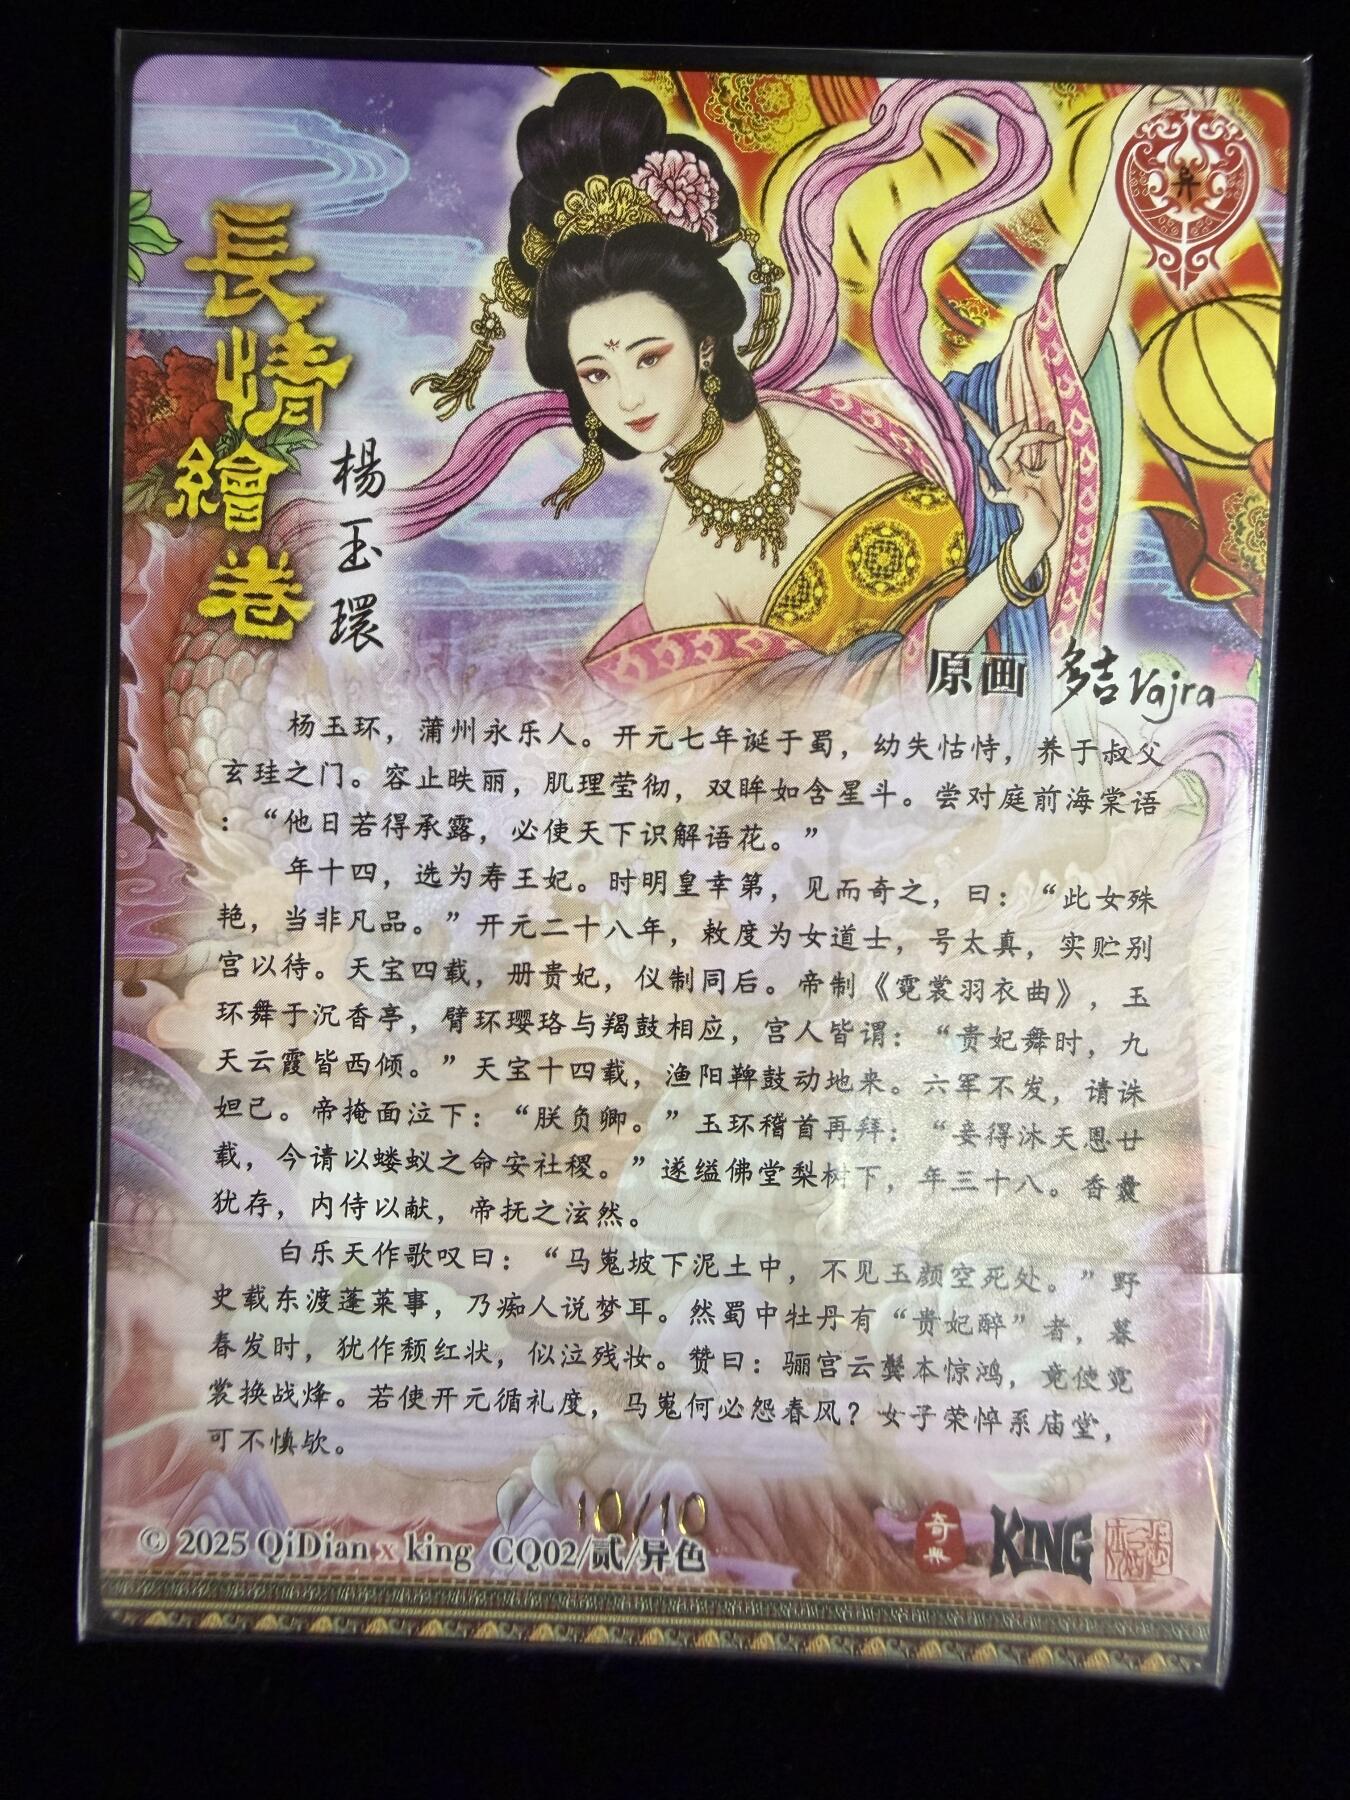 長情繪卷
楊玉環
异
原画 多吉Vajra
杨玉环，蒲州永乐人。开元七年诞于蜀，幼失怙恃，养于叔父
玄珪之门。容止昳丽，肌理莹彻，双眸如含星斗。尝对庭前海棠语
：“他日若得承露，必使天下识解语花。”
年十四，选为寿王妃。时明皇幸第，见而奇之，曰：“此女殊
艳，当非凡品。”开元二十八年，敕度为女道士，号太真，实贮别
宫以待。天宝四载，册贵妃，仪制同后。帝制《霓裳羽衣曲》，玉
环舞于沉香亭，臂环璎珞与羯鼓相应，宫人皆谓：“贵妃舞时，九
天云霞皆西倾。”天宝十四载，渔阳鞞鼓动地来。六军不发，请诛
妲己。帝掩面泣下：“朕负卿。”玉环稽首再拜：“妾得沐天恩廿
载，今请以蝼蚁之命安社稷。”遂缢佛堂梨树下，年三十八。香囊
犹存，内侍以献，帝抚之泫然。
白乐天作歌叹曰：“马嵬坡下泥土中，不见玉颜空死处。”野
史载东渡蓬莱事，乃痴人说梦耳。然蜀中牡丹有“贵妃醉”者，暮
春发时，犹作颓红状，似泣残妆。赞曰：骊宫云鬓本惊鸿，竟使霓
裳换战烽。若使开元循礼度，马嵬何必怨春风？女子荣悴系庙堂，
可不慎欤。
10/10
© 2025 QiDian x king CQ02/贰/异色
奇典 KING